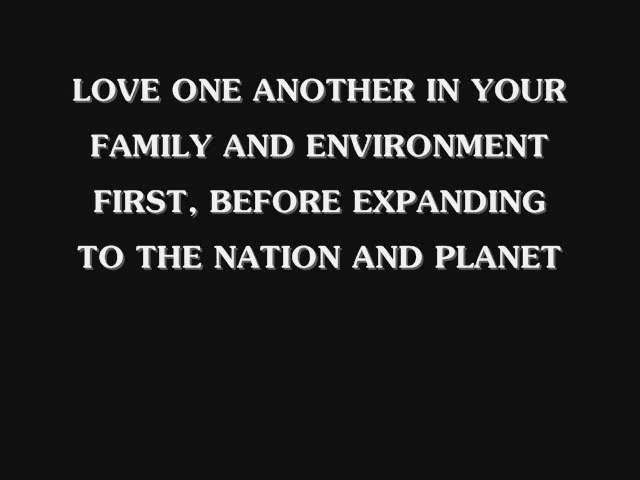 LOVE ONE ANOTHER IN YOUR
FAMILY AND ENVIRONMENT
FIRST, BEFORE EXPANDING
TO THE NATION AND PLANET